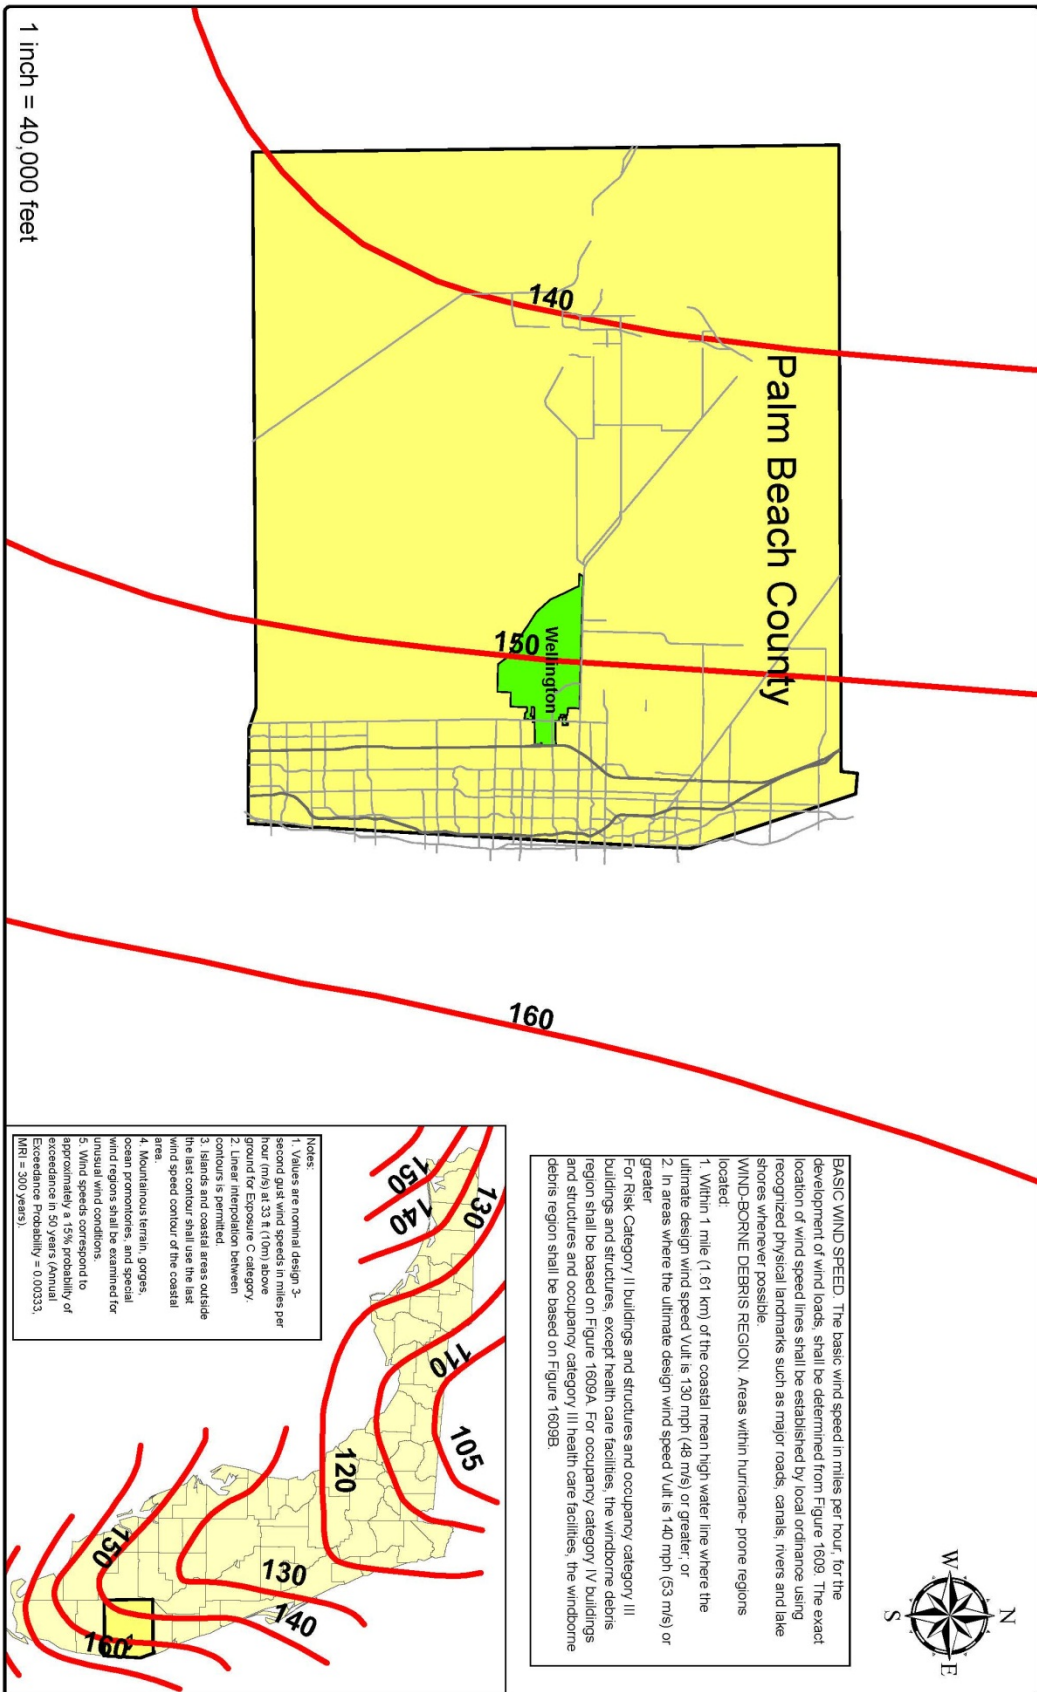 Palm Beach County
140
150
Wellington
160
N
W
E
S
BASIC WIND SPEED. The basic wind speed in miles per hour, for the
development of wind loads, shall be determined from Figure 1609. The exact
location of wind speed lines shall be established by local ordinance using
recognized physical landmarks such as major roads, canals, rivers and lake
shores whenever possible.
WIND-BORNE DEBRIS REGION. Areas within hurricane- prone regions
located:
1. Within 1 mile (1.61 km) of the coastal mean high water line where the
ultimate design wind speed Vult is 130 mph (48 m/s) or greater; or
2. In areas where the ultimate design wind speed Vult is 140 mph (53 m/s) or
greater
For Risk Category II buildings and structures and occupancy category III
buildings and structures, except health care facilities, the windborne debris
region shall be based on Figure 1609A. For occupancy category IV buildings
and structures and occupancy category III health care facilities, the windborne
debris region shall be based on Figure 1609B.
130
150
140
110
105
120
130
140
150
160
Notes:
1. Values are nominal design 3-
second gust wind speeds in miles per
hour (m/s) at 33 ft (10m) above
ground for Exposure C category.
2. Linear interpolation between
contours is permitted.
3. Islands and coastal areas outside
the last contour shall use the last
wind speed contour of the coastal
area.
4. Mountainous terrain, gorges,
ocean promontories, and special
wind regions shall be examined for
unusual wind conditions.
5. Wind speeds correspond to
approximately a 15% probability of
exceedance in 50 years (Annual
Exceedance Probability = 0.00333,
MRI = 300 years).
1 inch = 40,000 feet